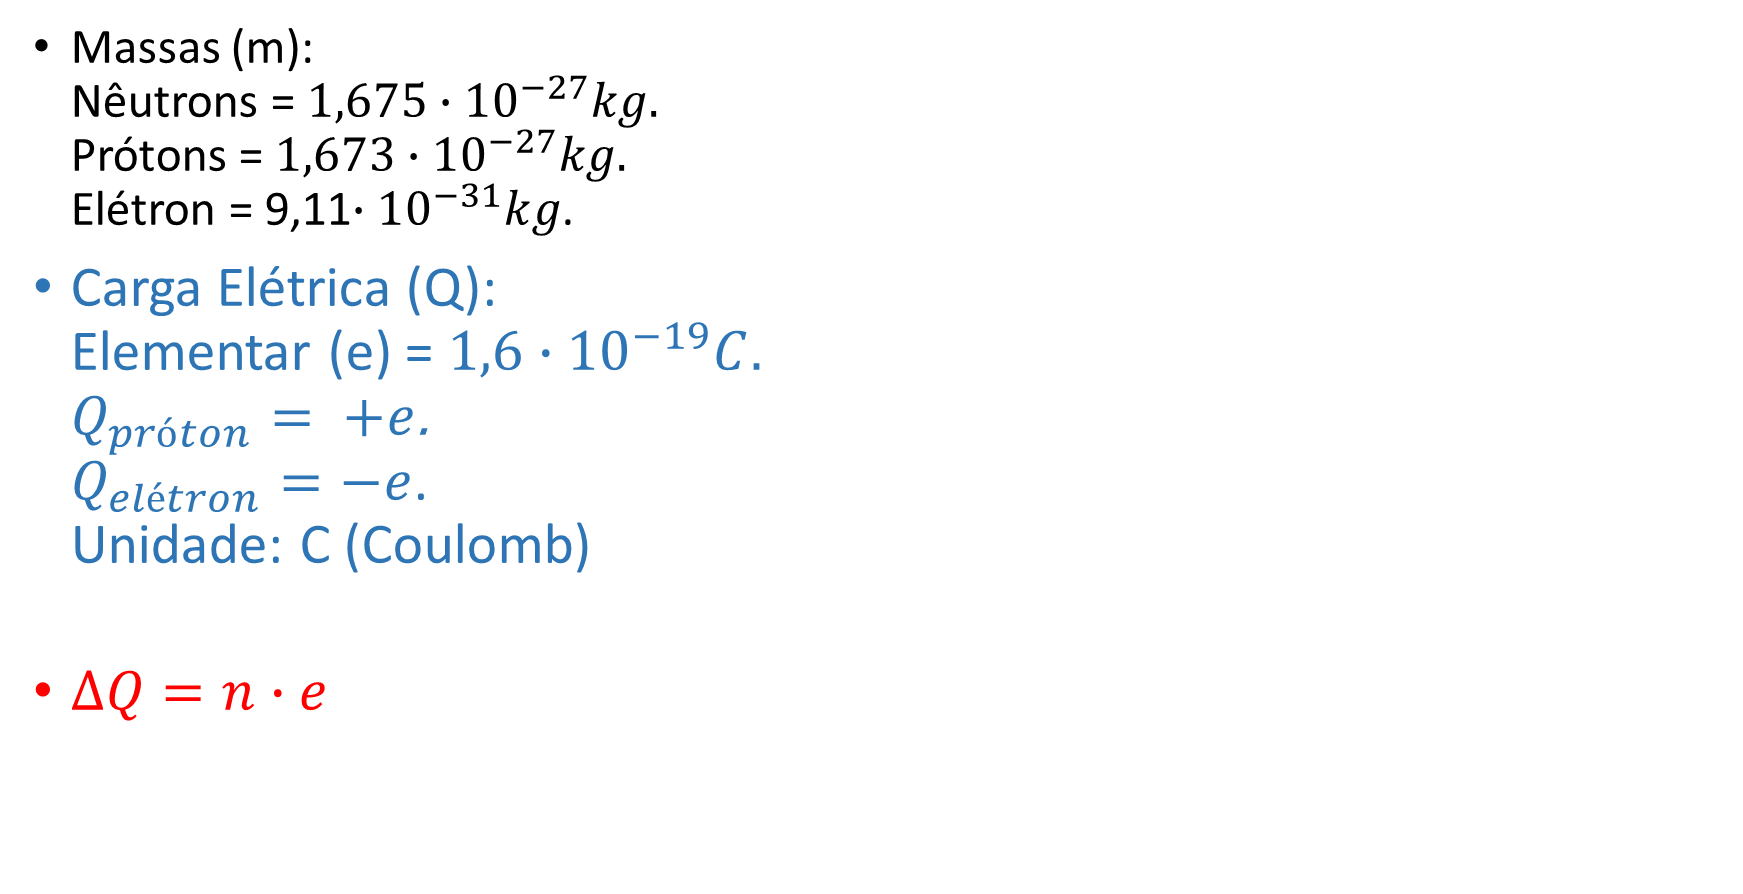 • Massas (m):
Nêutrons = 1,675 · 10⁻²⁷kg.
Prótons = 1,673 · 10⁻²⁷kg.
Elétron = 9,11· 10⁻³¹kg.
• Carga Elétrica (Q):
Elementar (e) = 1,6 · 10⁻¹⁹C.
Q_próton = +e.
Q_elétron = −e.
Unidade: C (Coulomb)
• ΔQ = n · e